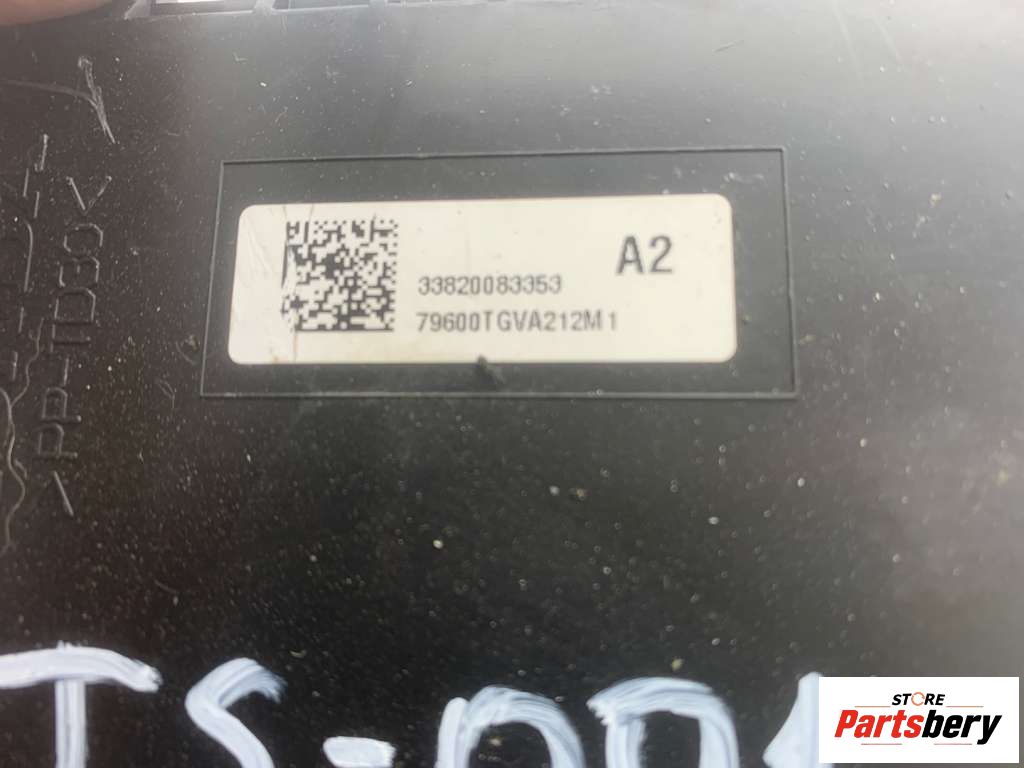 >PP-TD30<
A2
33820083353
79600TGVA212M1
STORE
Partsbery